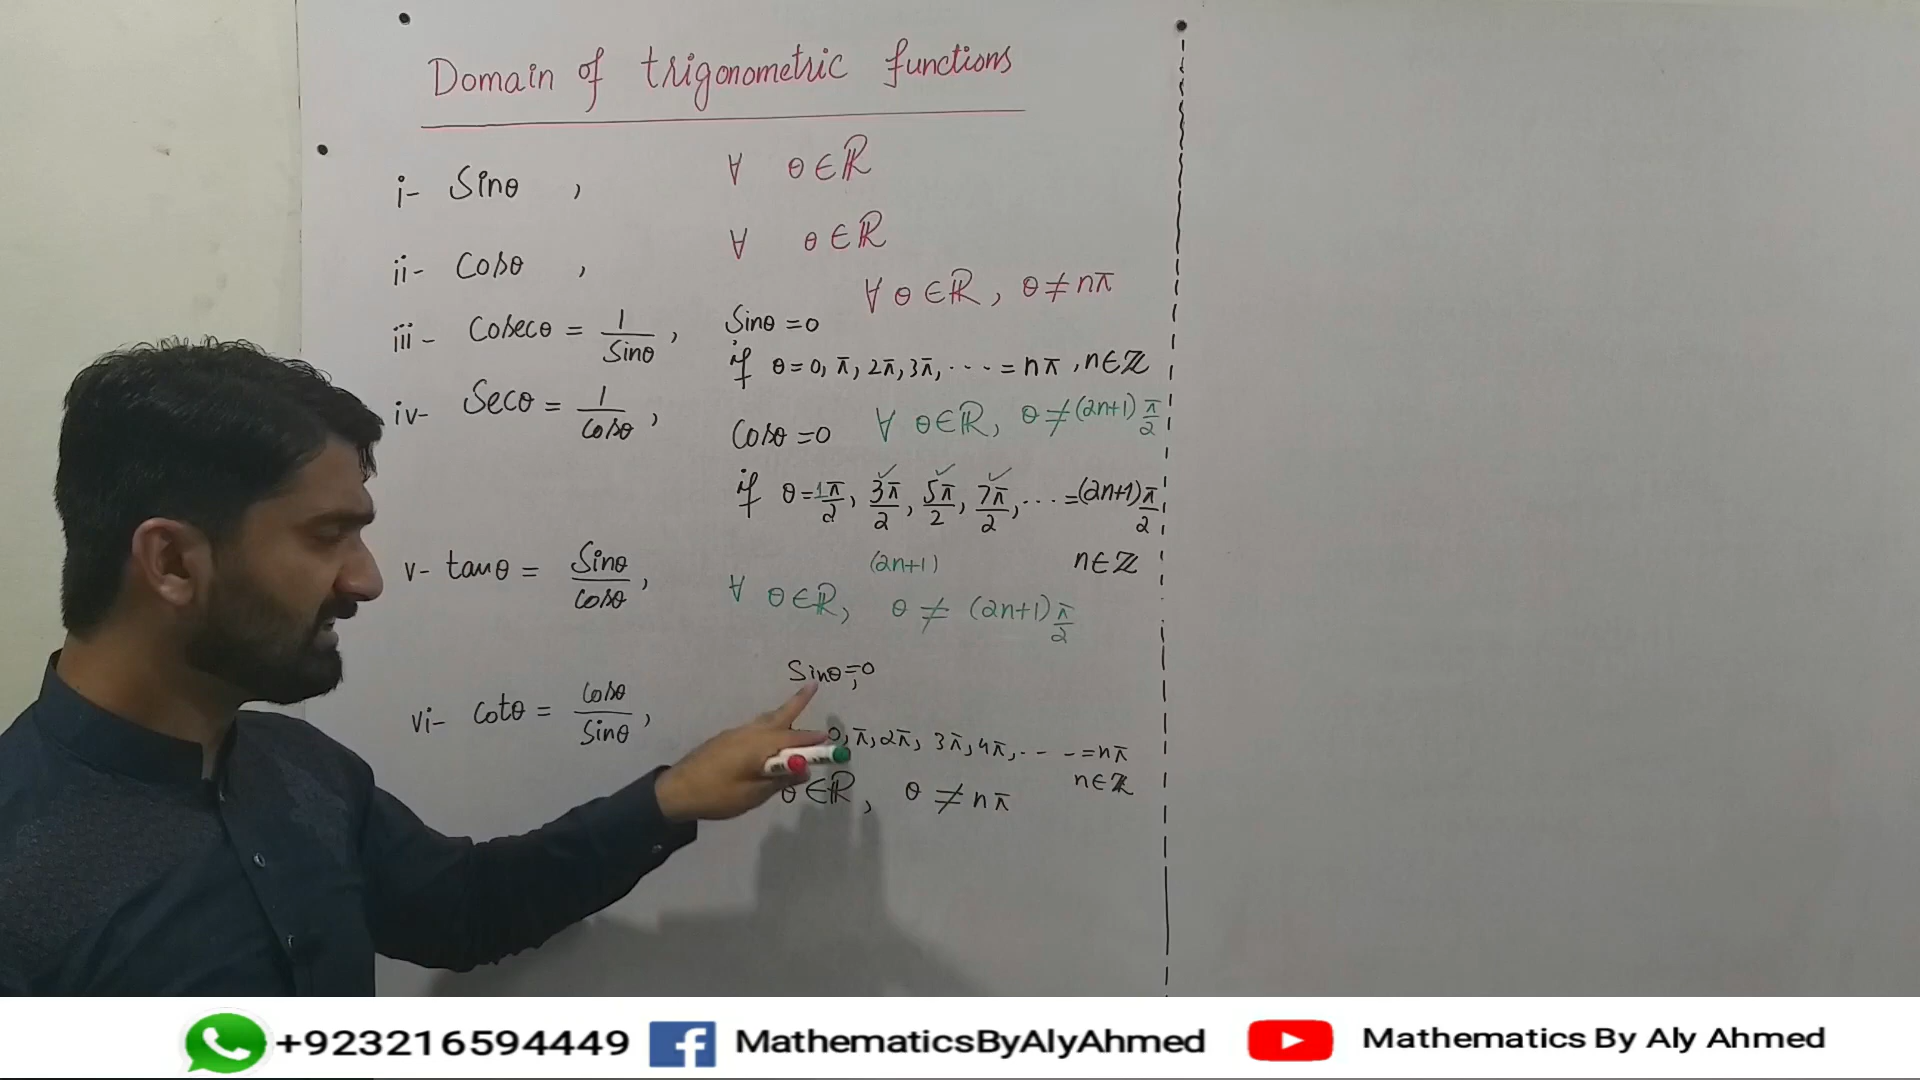 Domain of trigonometric functions
i- Sinθ , ∀ θ∈ℝ
ii- Cosθ , ∀ θ∈ℝ
∀ θ∈ℝ, θ≠nπ
iii- Cosecθ = 1/Sinθ , Sinθ=0
if θ=0, π, 2π, 3π, ---- = nπ, n∈ℤ
iv- Secθ = 1/Cosθ , Cosθ=0 ∀ θ∈ℝ, θ≠(2n+1)π/2
if θ=1π/2, 3π/2, 5π/2, 7π/2, ... =(2n+1)π/2
(2n+1) n∈ℤ
v- tanθ = Sinθ/Cosθ , ∀ θ∈ℝ, θ≠ (2n+1)π/2
Sinθ=0,
vi- Cotθ = Cosθ/Sinθ ,
0, π, 2π, 3π, 4π, --- = nπ
n∈ℤ
θ∈ℝ, θ≠nπ
+923216594449 MathematicsByAlyAhmed Mathematics By Aly Ahmed